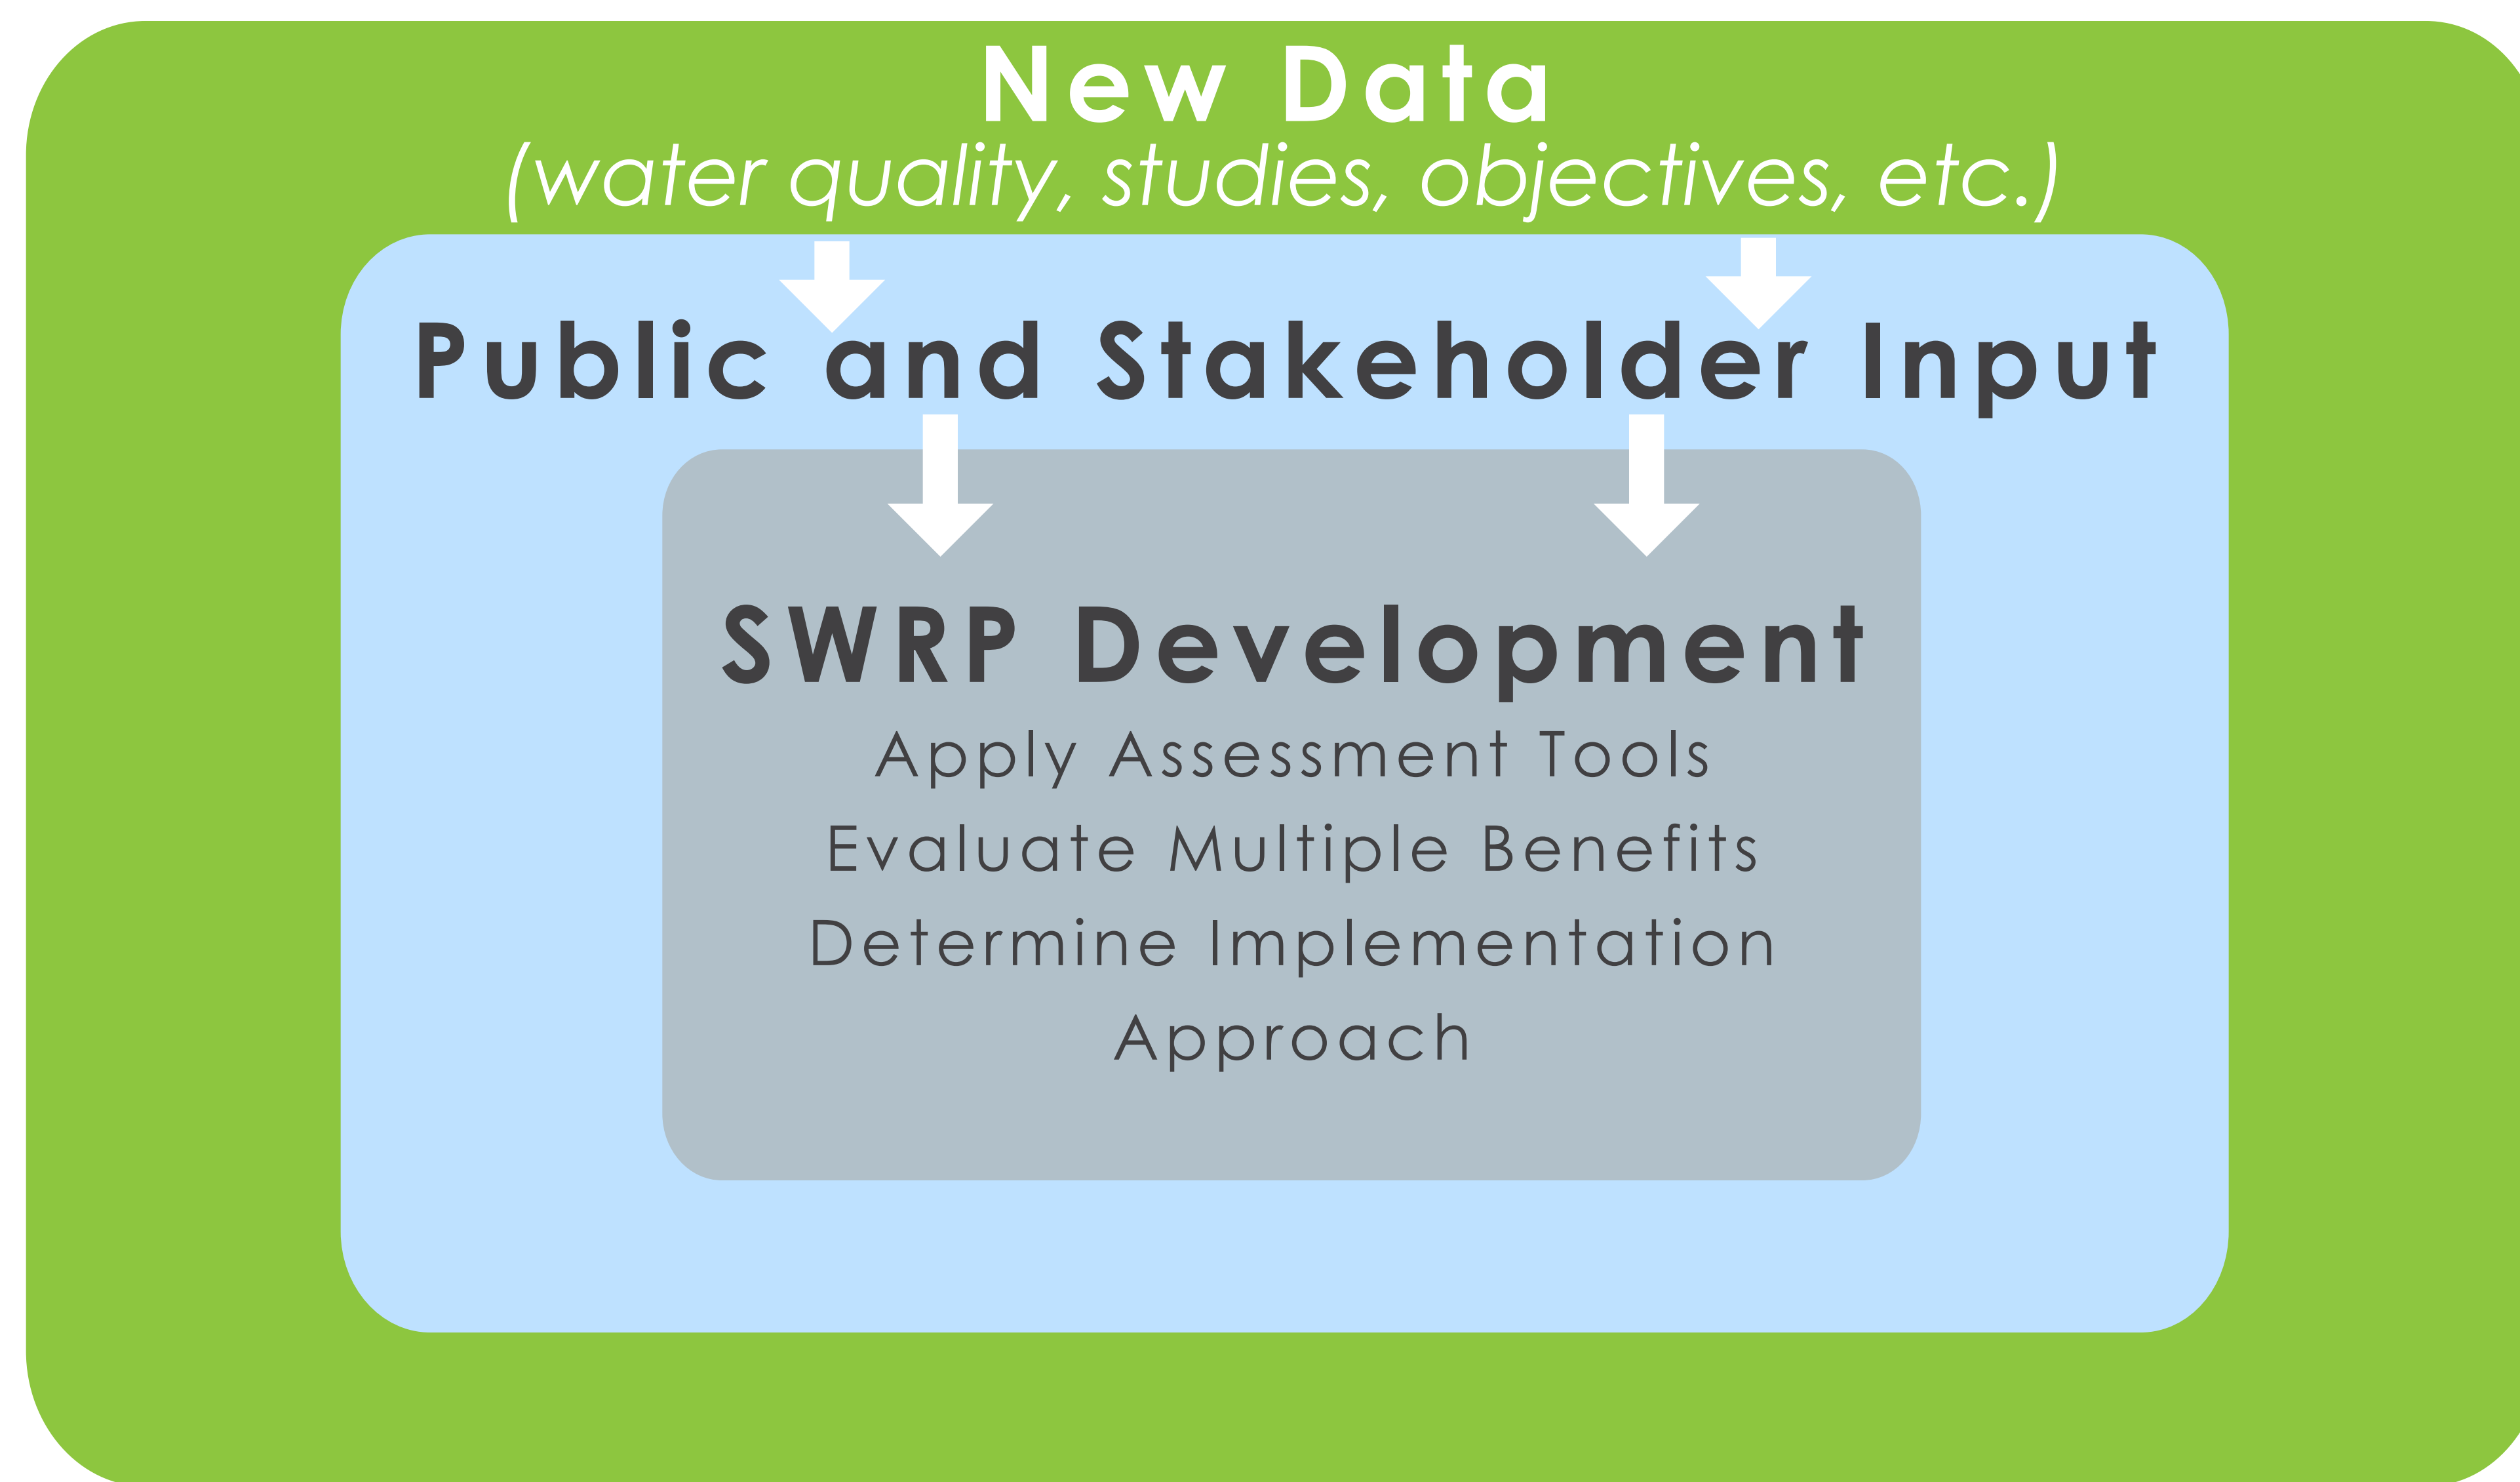 New Data
(water quality, studies, objectives, etc.)
Public and Stakeholder Input
SWRP Development
Apply Assessment Tools
Evaluate Multiple Benefits
Determine Implementation
Approach